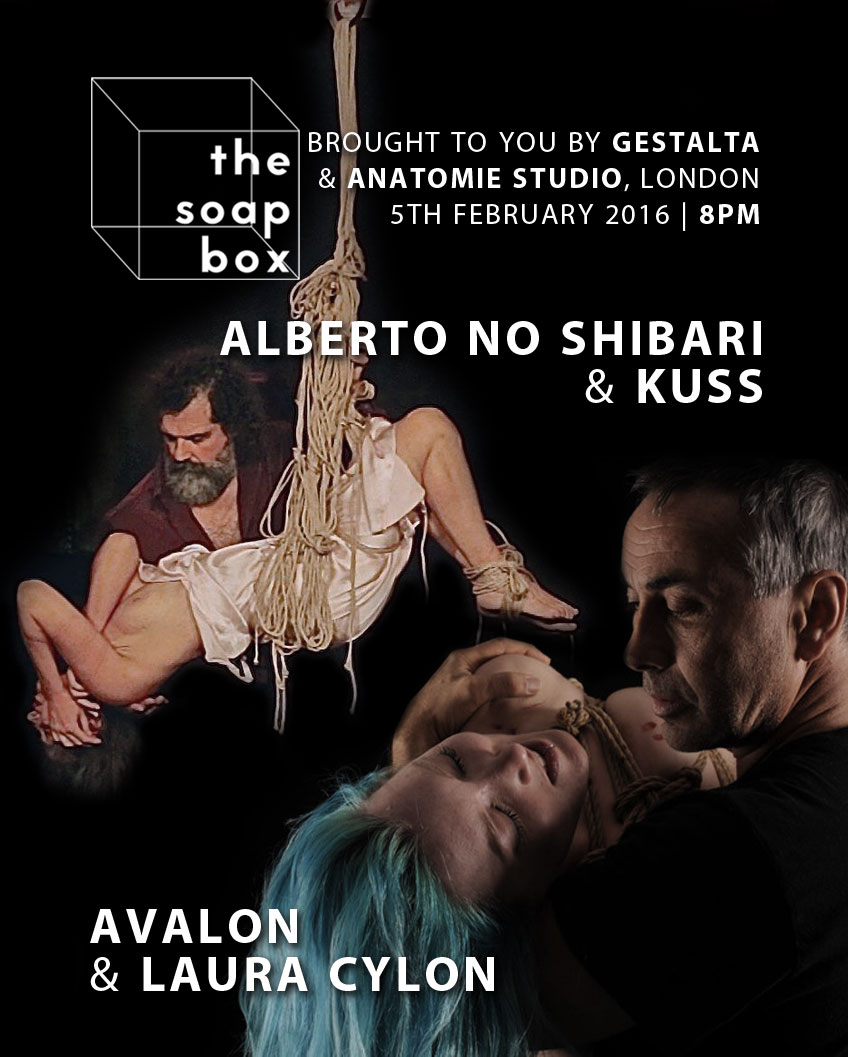 the
soap
box
BROUGHT TO YOU BY GESTALTA
& ANATOMIE STUDIO, LONDON
5TH FEBRUARY 2016 | 8PM
ALBERTO NO SHIBARI
& KUSS
AVALON
& LAURA CYLON